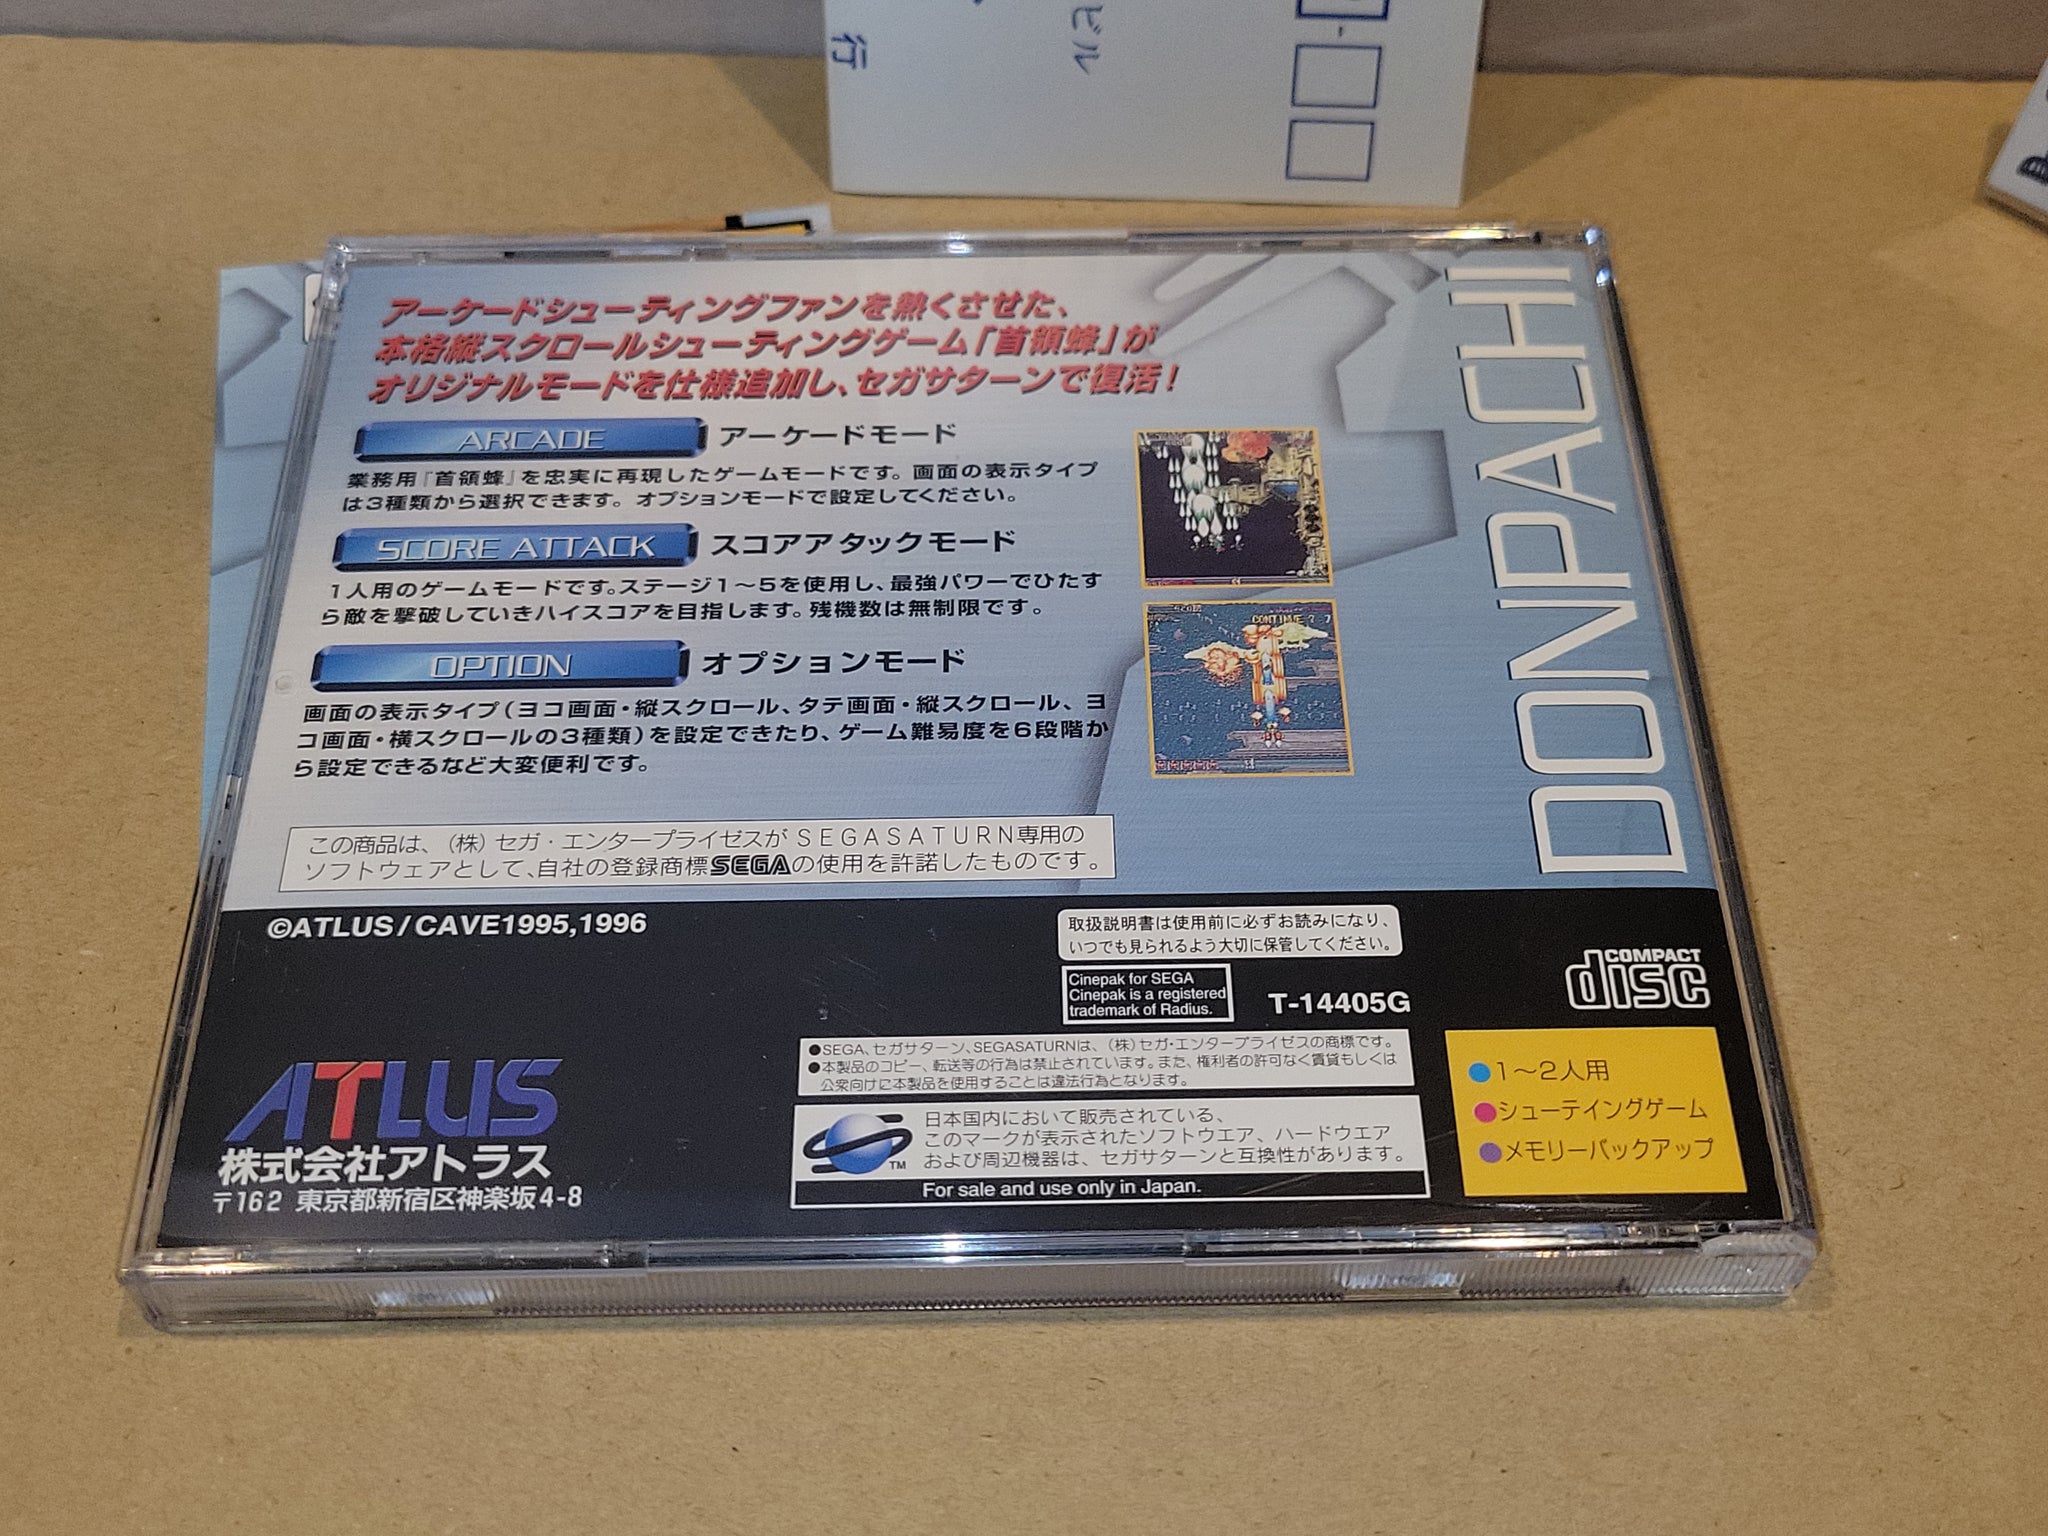 行
ビル
アーケードシューティングファンを熱くさせた、
本格縦スクロールシューティングゲーム「首領蜂」が
オリジナルモードを仕様追加し、セガサターンで復活！
ARCADE アーケードモード
業務用『首領蜂』を忠実に再現したゲームモードです。画面の表示タイプ
は3種類から選択できます。オプションモードで設定してください。
SCORE ATTACK スコアアタックモード
1人用のゲームモードです。ステージ1～5を使用し、最強パワーでひたす
ら敵を撃破していきハイスコアを目指します。残機数は無制限です。
OPTION オプションモード
画面の表示タイプ(ヨコ画面・縦スクロール、タテ画面・縦スクロール、ヨ
コ画面・横スクロールの3種類)を設定できたり、ゲーム難易度を6段階か
ら設定できるなど大変便利です。
CONTINUE ? 7
DONPACHI
この商品は、(株)セガ・エンタープライゼスがSEGASATURN専用の
ソフトウェアとして、自社の登録商標SEGAの使用を許諾したものです。
©ATLUS/CAVE1995,1996
取扱説明書は使用前に必ずお読みになり、
いつでも見られるよう大切に保管してください。
Cinepak for SEGA
Cinepak is a registered
trademark of Radius.
T-14405G
COMPACT
disc
●SEGA、セガサターン、SEGASATURNは、(株)セガ・エンタープライゼスの商標です。
●本製品のコピー、転送等の行為は禁止されています。また、権利者の許可なく賃貸もしくは
公衆向けに本製品を使用することは違法行為となります。
日本国内において販売されている、
このマークが表示されたソフトウエア、ハードウエア
および周辺機器は、セガサターンと互換性があります。
TM
For sale and use only in Japan.
●1～2人用
●シューテイングゲーム
●メモリーバックアップ
ATLUS
株式会社アトラス
〒162 東京都新宿区神楽坂4-8